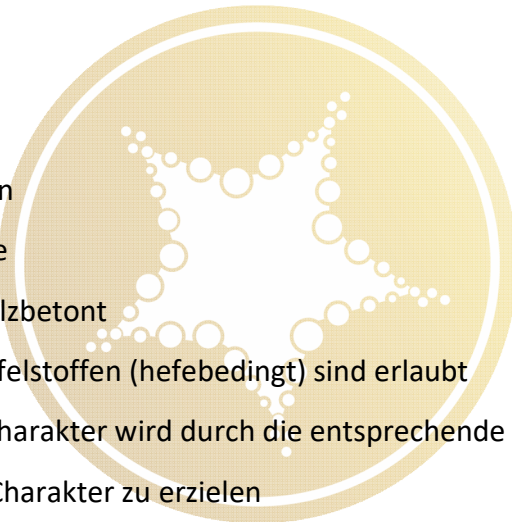 n
e
lzbetont
felstoffen (hefebedingt) sind erlaubt
harakter wird durch die entsprechende
Charakter zu erzielen